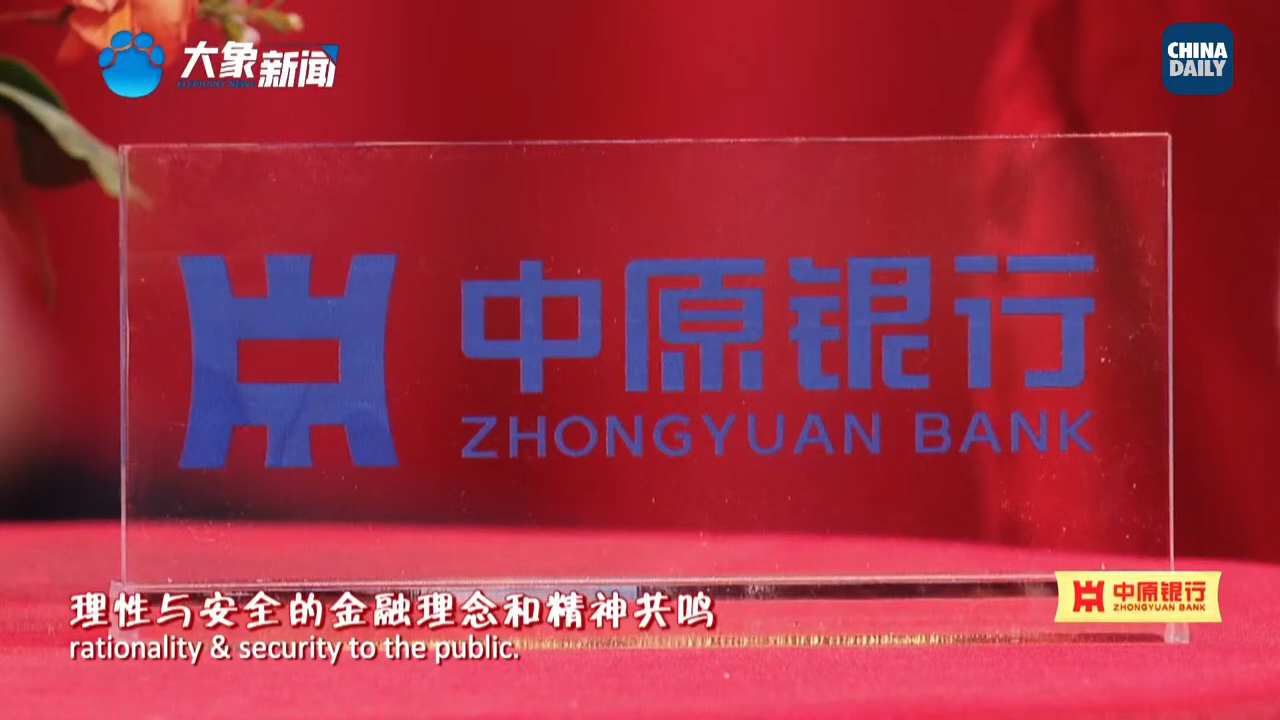 大象新闻
ELEPHANT NEWS
CHINA
DAILY
中原银行
ZHONGYUAN BANK
理性与安全的金融理念和精神共鸣
rationality & security to the public.
中原银行
ZHONGYUAN BANK